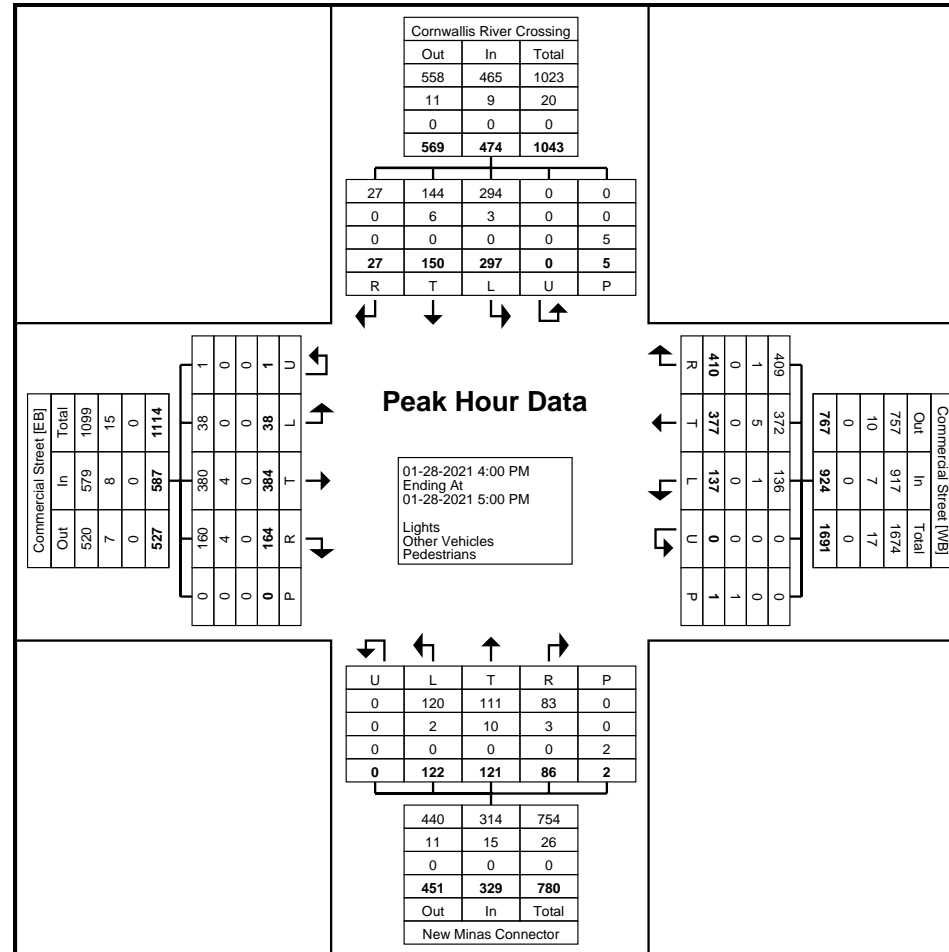 Cornwallis River Crossing
Out In Total
558 465 1023
11 9 20
0 0 0
569 474 1043
27 144 294 0 0
0 6 3 0 0
0 0 0 0 5
27 150 297 0 5
R T L U P
Commercial Street [EB]
Total 1099 15 0 1114
In 579 8 0 587
Out 520 7 0 527
1 0 0 1 U
38 0 0 38 L
380 4 0 384 T
160 4 0 164 R
0 0 0 0 P
Peak Hour Data
01-28-2021 4:00 PM
Ending At
01-28-2021 5:00 PM
Lights
Other Vehicles
Pedestrians
R 410 0 1 409
T 377 0 5 372
L 137 0 1 136
U 0 0 0 0
P 1 1 0 0
Commercial Street [WB]
Out In Total
757 917 1674
10 7 17
0 0 0
767 924 1691
U L T R P
0 120 111 83 0
0 2 10 3 0
0 0 0 0 2
0 122 121 86 2
440 314 754
11 15 26
0 0 0
451 329 780
Out In Total
New Minas Connector